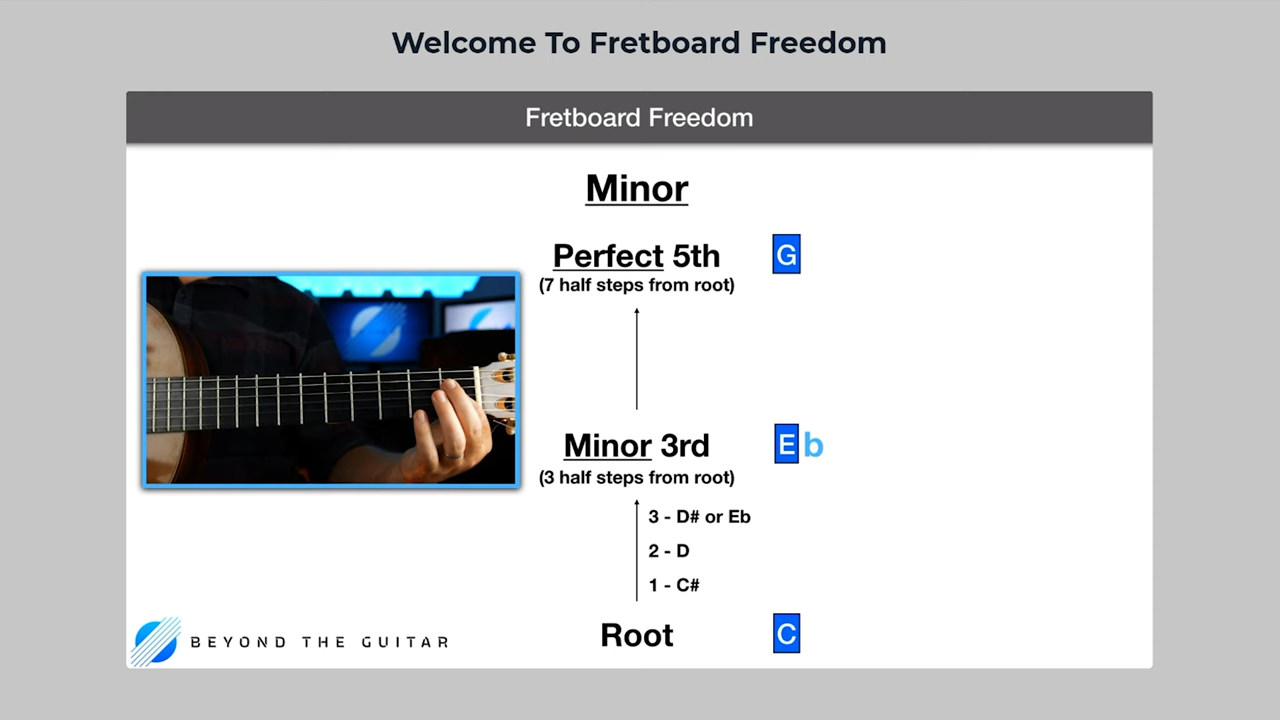 Welcome To Fretboard Freedom
Fretboard Freedom
Minor
Perfect 5th
G
(7 half steps from root)
Minor 3rd
Eb
(3 half steps from root)
3 - D# or Eb
2 - D
1 - C#
Root
C
BEYOND THE GUITAR